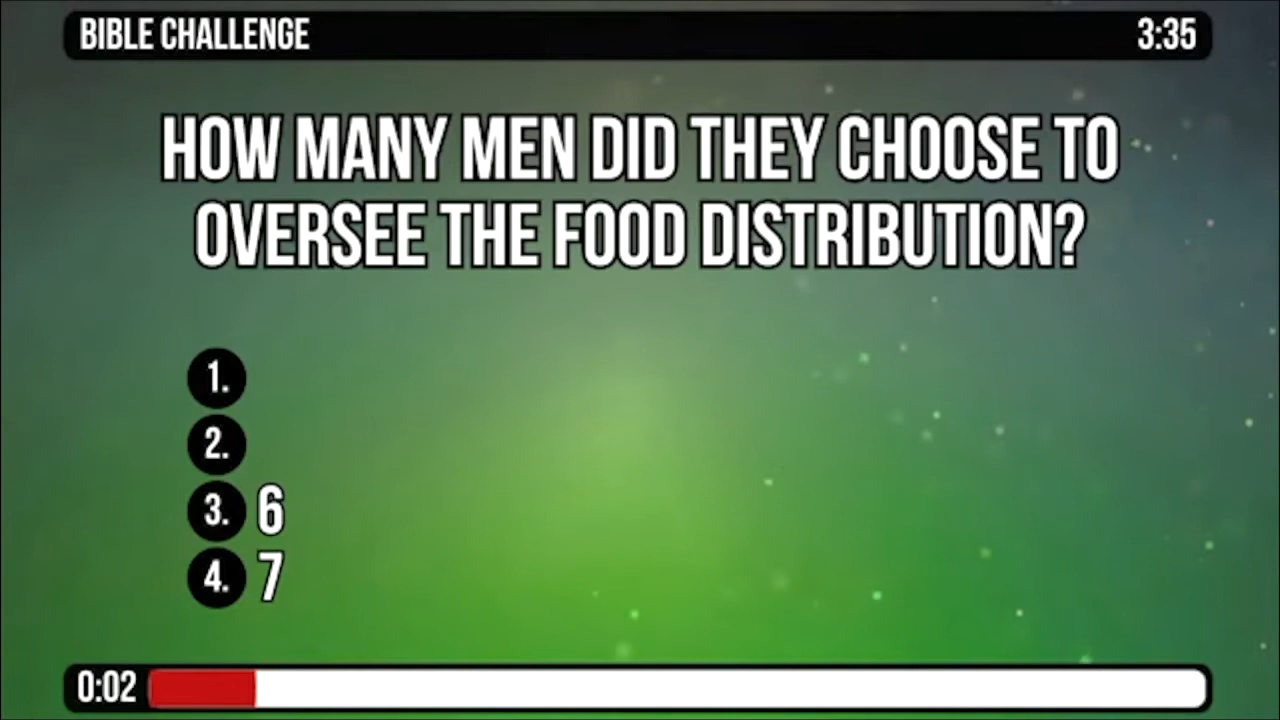 BIBLE CHALLENGE 3:35
HOW MANY MEN DID THEY CHOOSE TO
OVERSEE THE FOOD DISTRIBUTION?
1.
2.
3. 6
4. 7
0:02